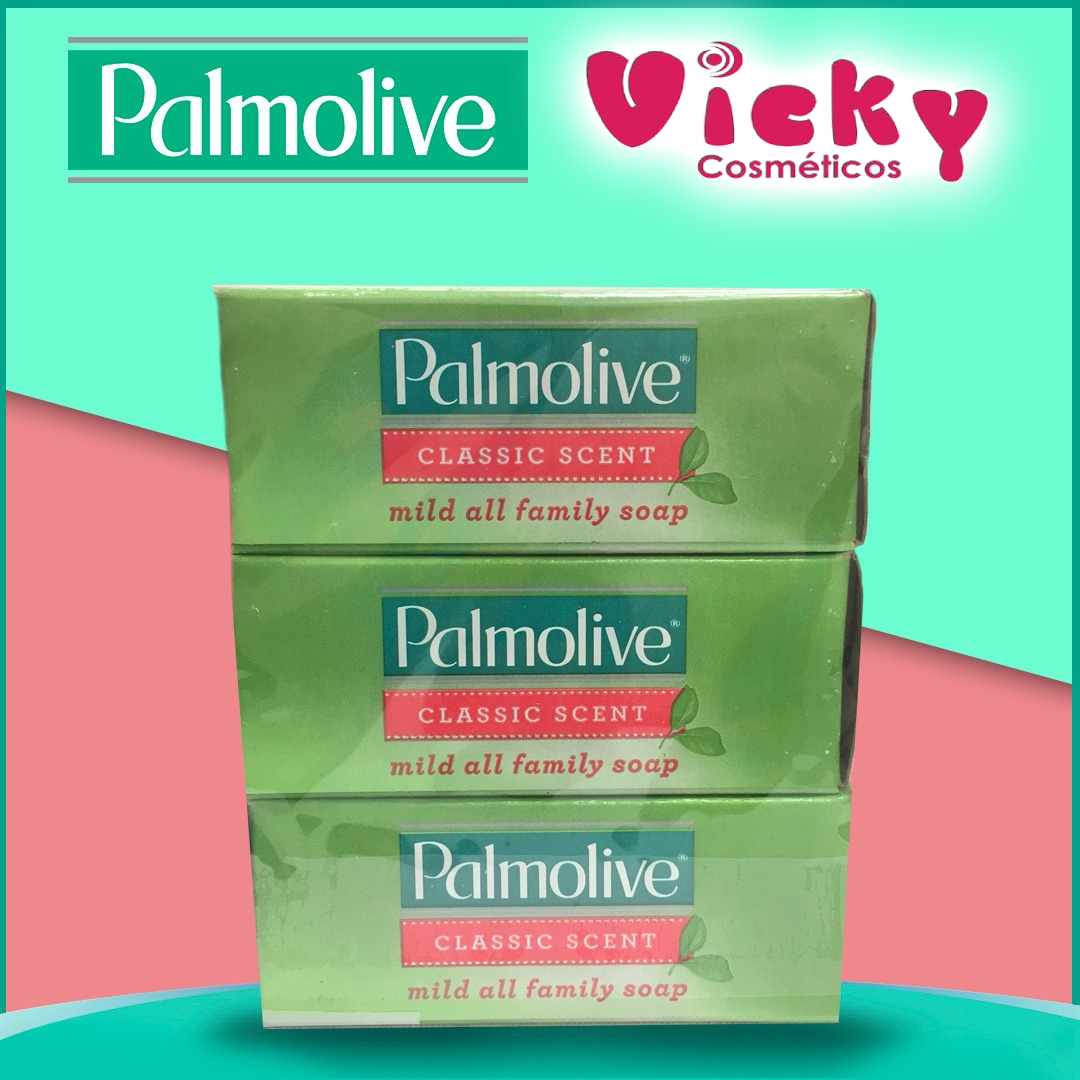 Palmolive
Vicky
Cosméticos
Palmolive®
CLASSIC SCENT
mild all family soap
Palmolive®
CLASSIC SCENT
mild all family soap
Palmolive®
CLASSIC SCENT
mild all family soap